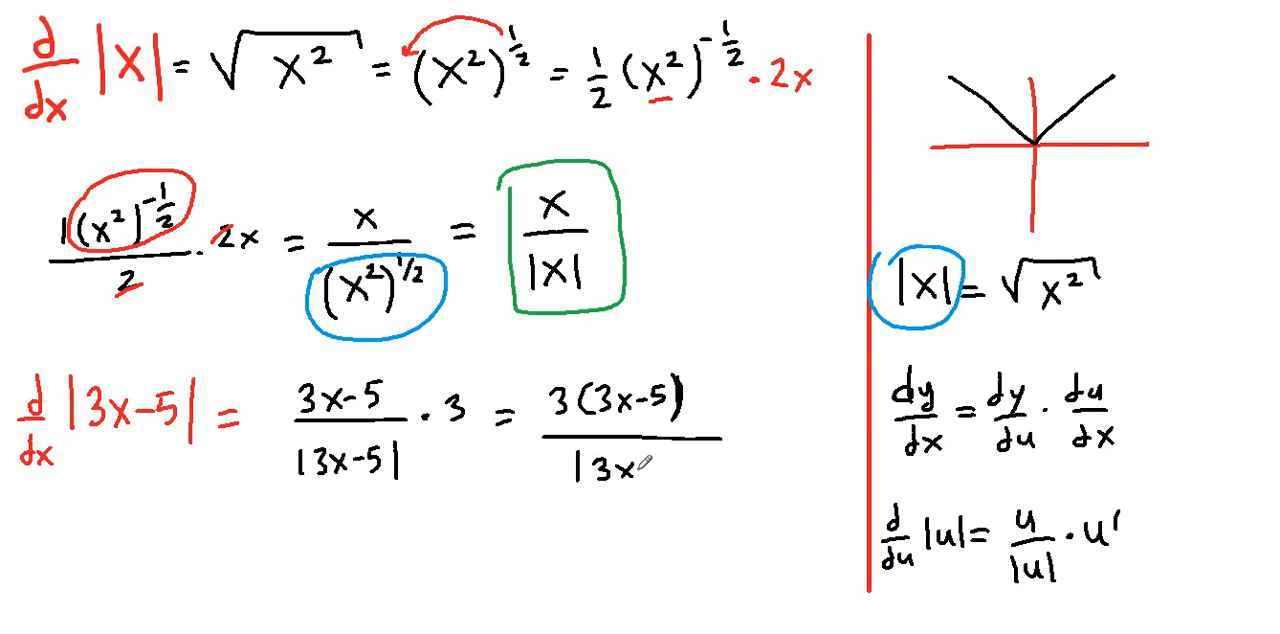 d/dx |x| = √x² = (x²)^½ = ½(x²)^-½ · 2x
1(x²)^-½ / 2 · 2x = x / (x²)^1/2 = x / |x|
d/dx |3x-5| = 3x-5 / |3x-5| · 3 = 3(3x-5) / |3x
|x| = √x²
dy/dx = dy/du · du/dx
d/du |u| = u/|u| · u'